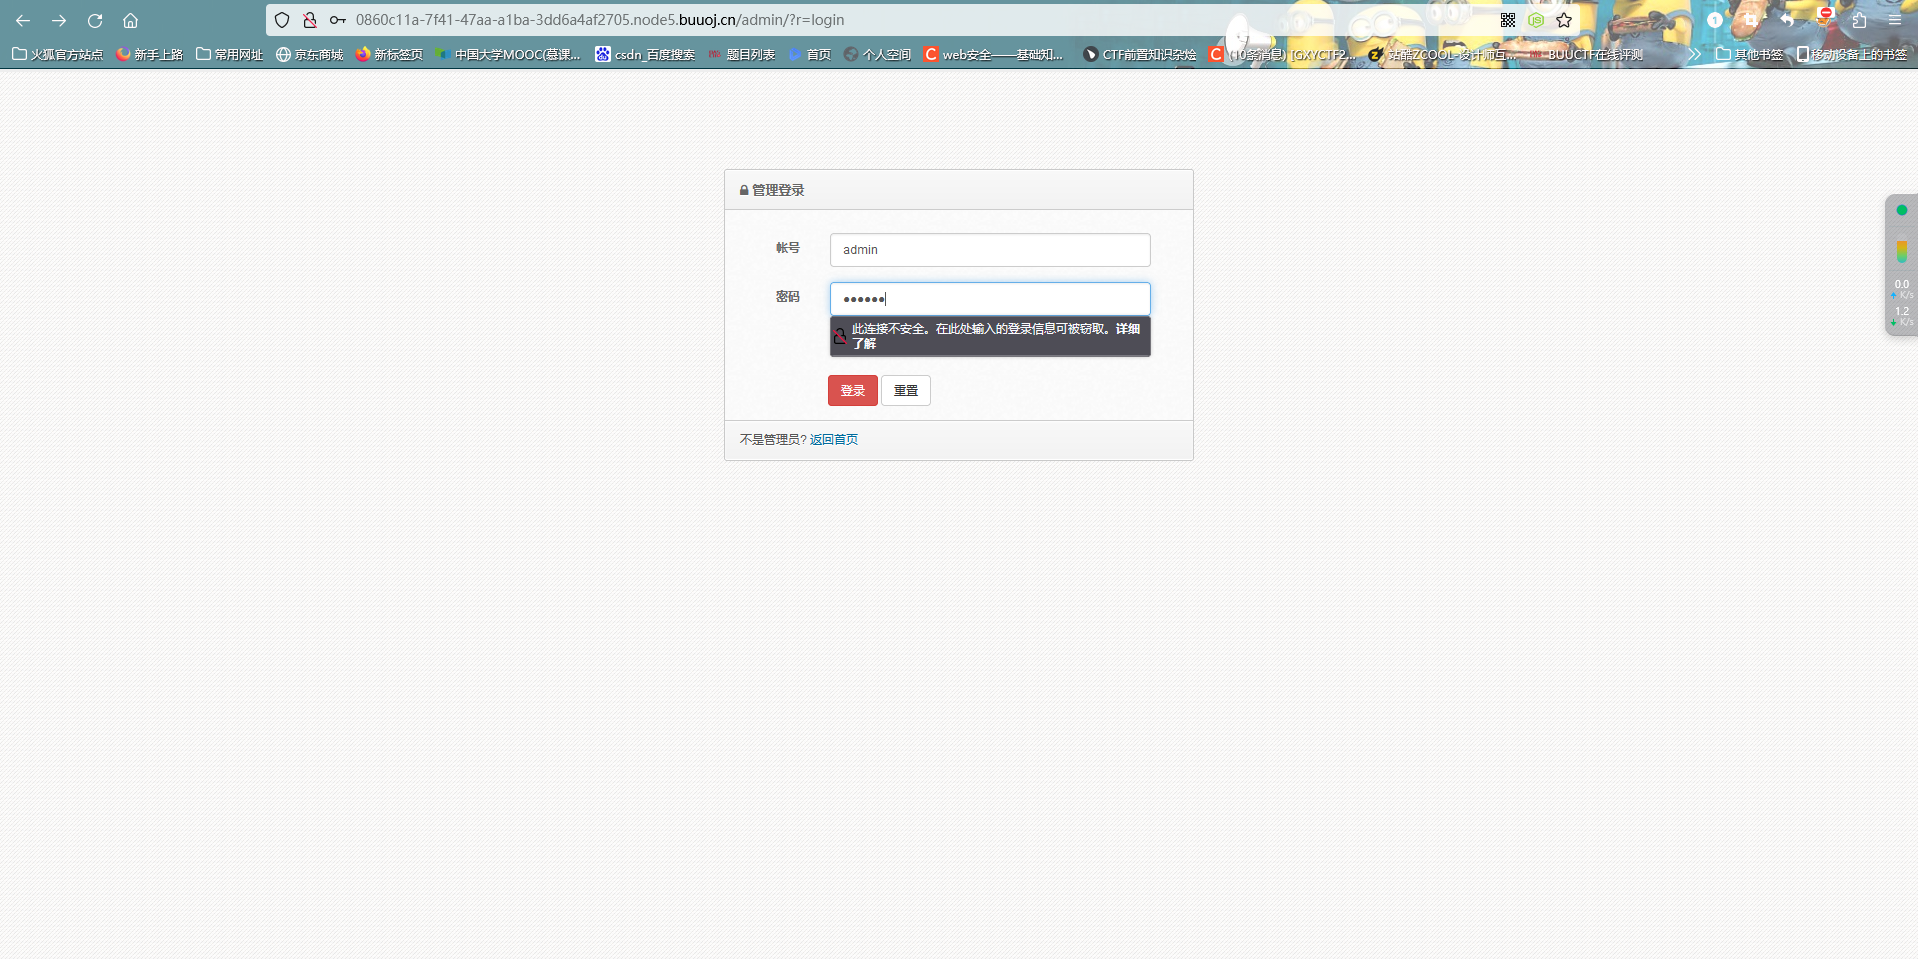 0860c11a-7f41-47aa-a1ba-3dd6a4af2705.node5.buuoj.cn/admin/?r=login
1
火狐官方站点 新手上路 常用网址 京东商城 新标签页 中国大学MOOC(慕课... csdn_百度搜索 题目列表 首页 个人空间 web安全——基础知... CTF前置知识杂烩 (10条消息) [GXYCTF2... 站酷ZCOOL-设计师互... BUUCTF在线评测 其他书签 移动设备上的书签
管理登录
帐号 admin
密码 ••••••
此连接不安全。在此处输入的登录信息可被窃取。详细
了解
登录 重置
不是管理员? 返回首页
0.0
K/s
1.2
K/s